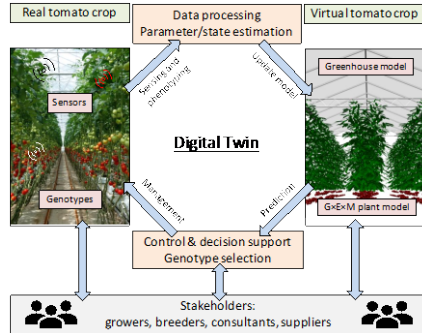 Real tomato crop
Data processing
Parameter/state estimation
Virtual tomato crop
Greenhouse model
Sensors
Sensing and
phenotyping
Update model
Digital Twin
Genotypes
Management
Prediction
G×E×M plant model
Control & decision support
Genotype selection
Stakeholders:
growers, breeders, consultants, suppliers